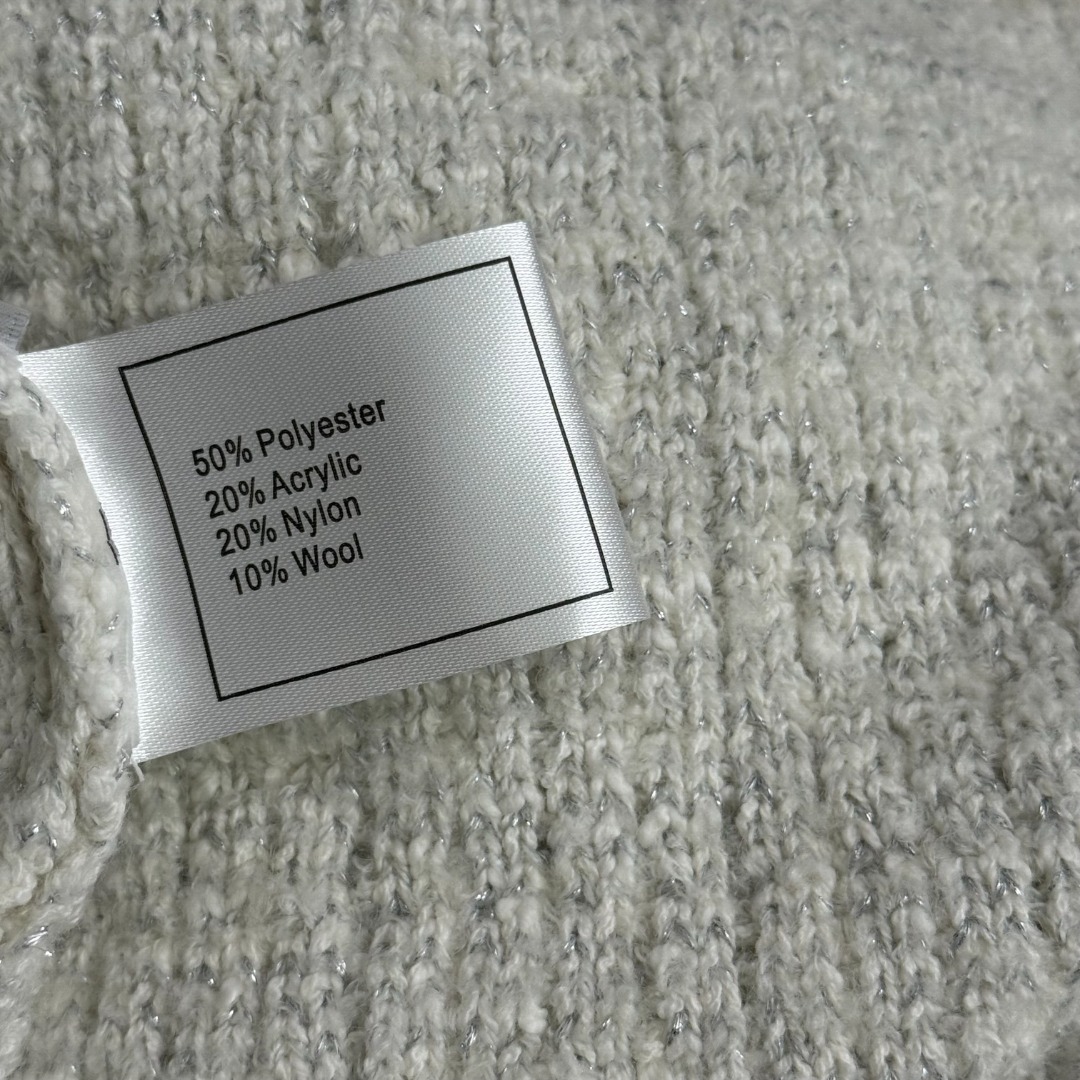 50% Polyester
20% Acrylic
20% Nylon
10% Wool